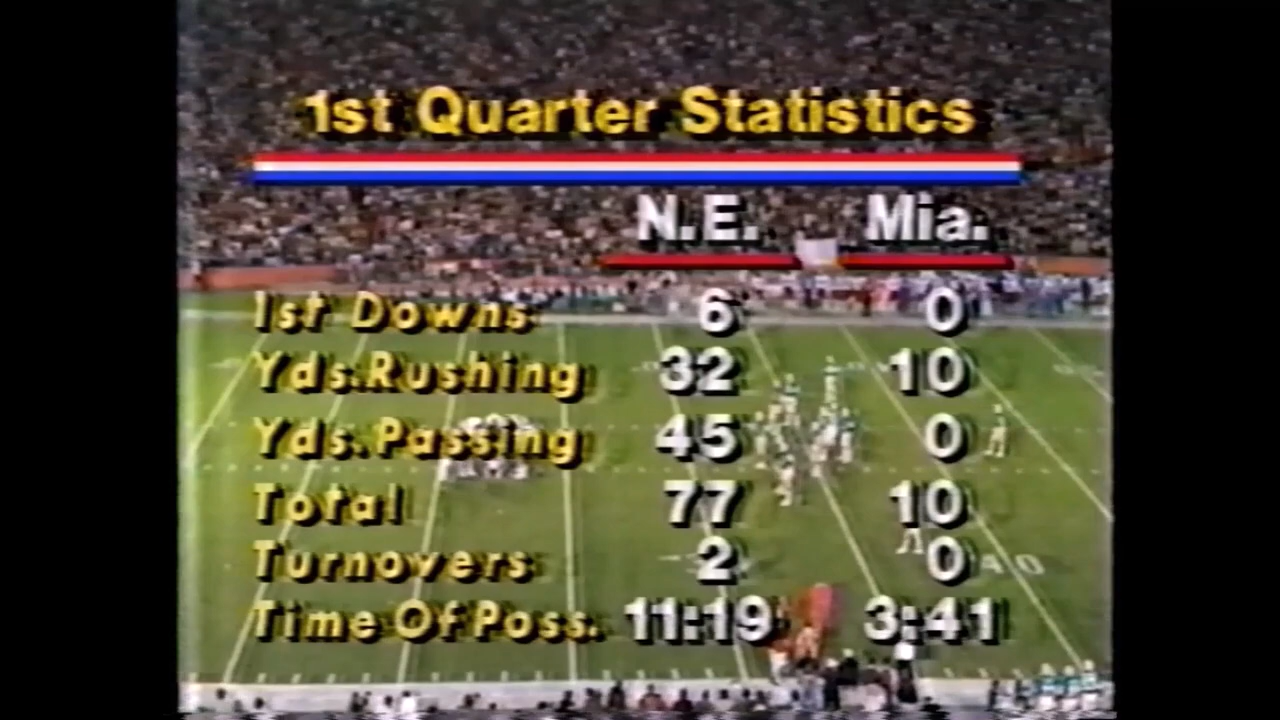 1st Quarter Statistics
N.E. Mia.
1st Downs 6 0
Yds.Rushing 32 10
Yds.Passing 45 0
Total 77 10
Turnovers 2 0
Time Of Poss. 11:19 3:41
40